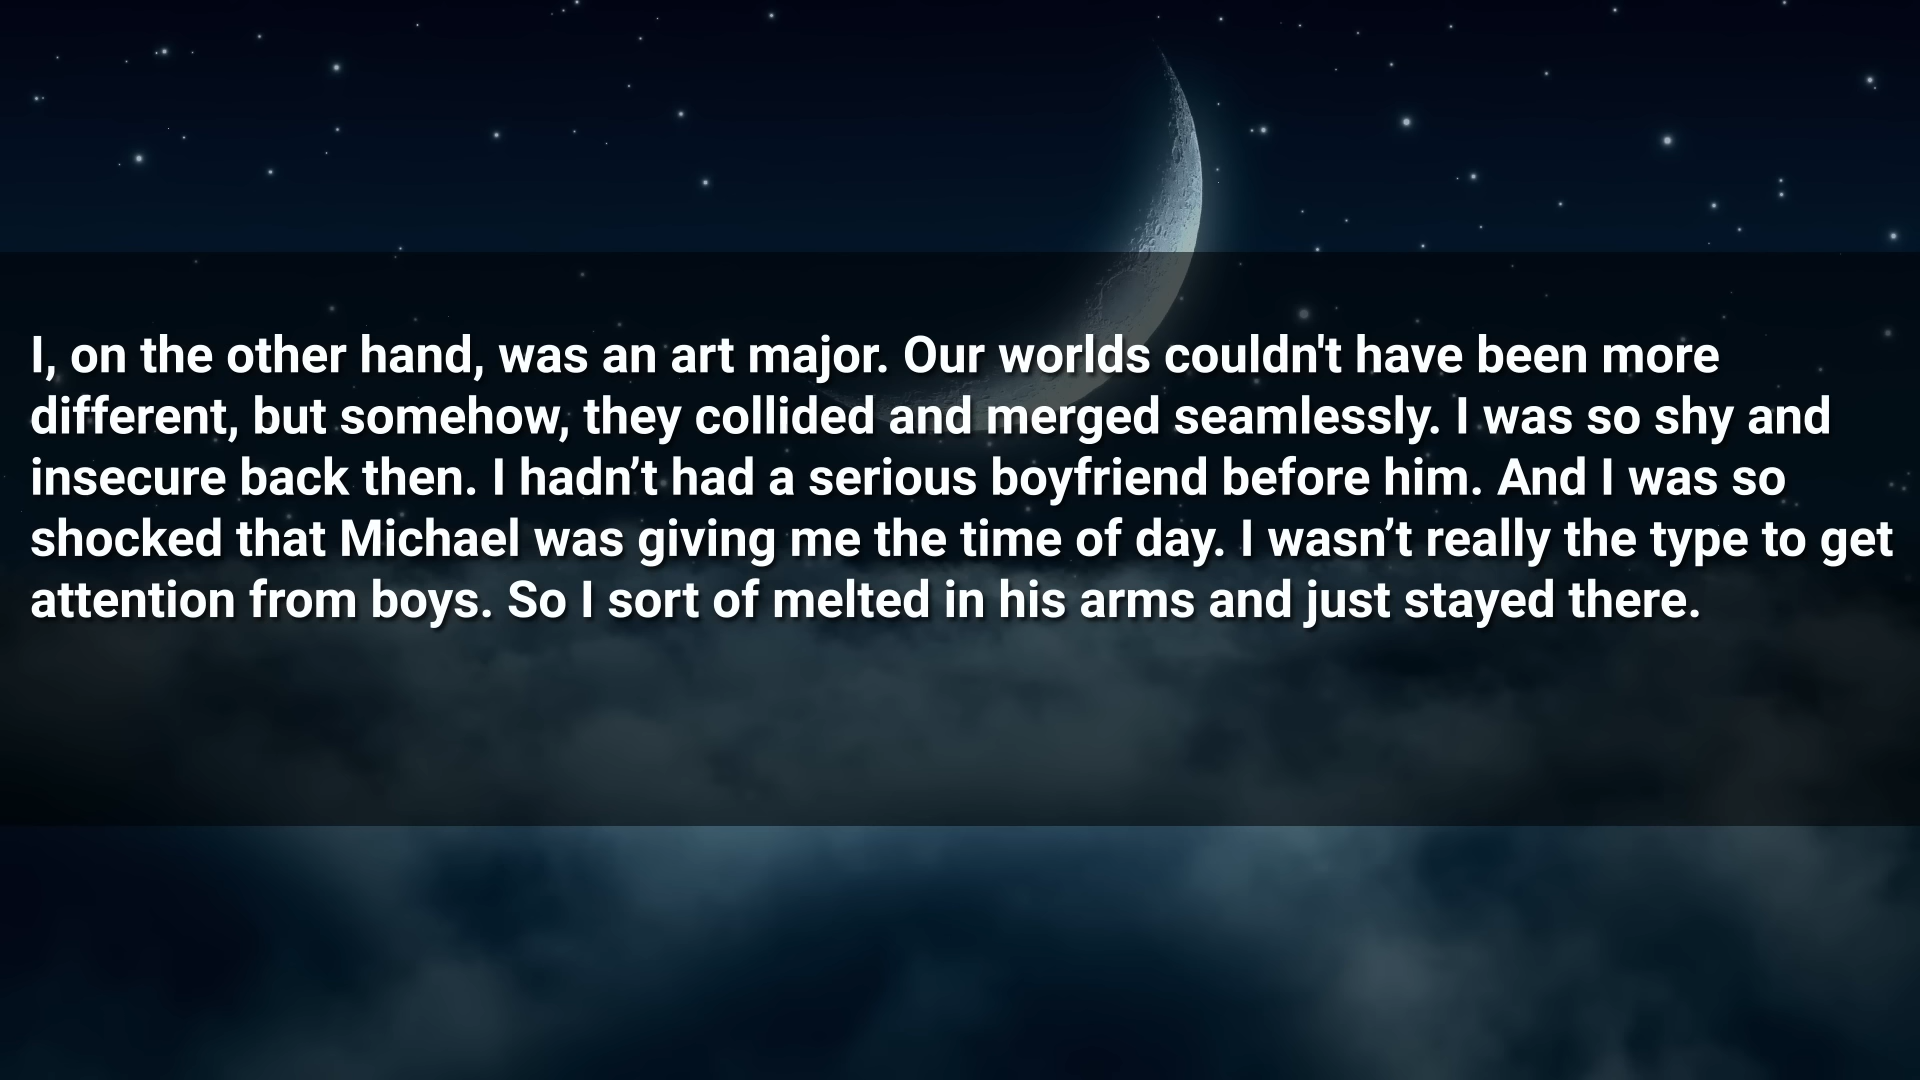 I, on the other hand, was an art major. Our worlds couldn't have been more
different, but somehow, they collided and merged seamlessly. I was so shy and
insecure back then. I hadn’t had a serious boyfriend before him. And I was so
shocked that Michael was giving me the time of day. I wasn’t really the type to get
attention from boys. So I sort of melted in his arms and just stayed there.